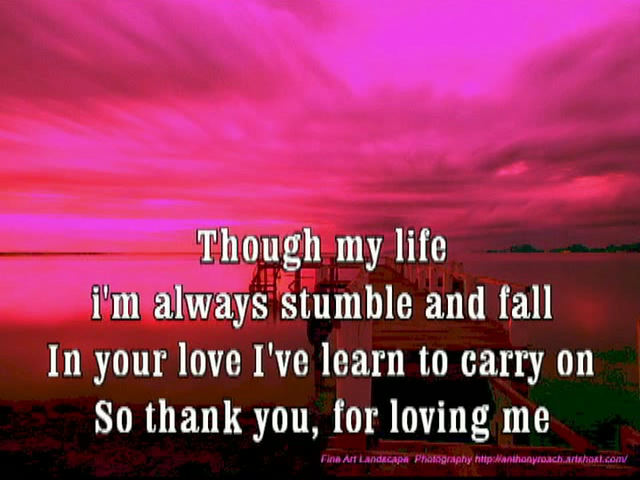 Though my life
i'm always stumble and fall
In your love I've learn to carry on
So thank you, for loving me
Fine Art Landscape Photography http://anthonyroach.artshost.com/